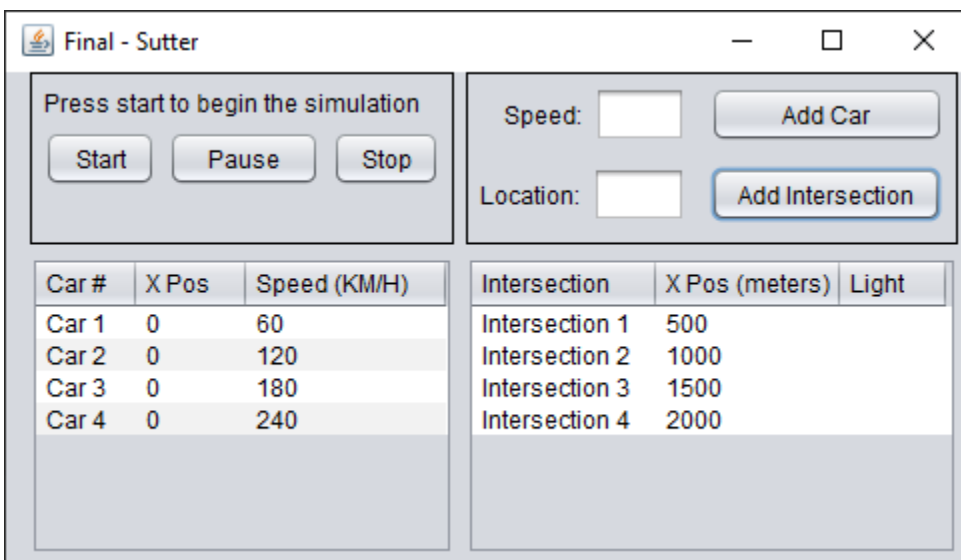 Final - Sutter
Press start to begin the simulation
Start Pause Stop
Speed: Add Car
Location: Add Intersection
Car # X Pos Speed (KM/H)
Car 1 0 60
Car 2 0 120
Car 3 0 180
Car 4 0 240
Intersection X Pos (meters) Light
Intersection 1 500
Intersection 2 1000
Intersection 3 1500
Intersection 4 2000